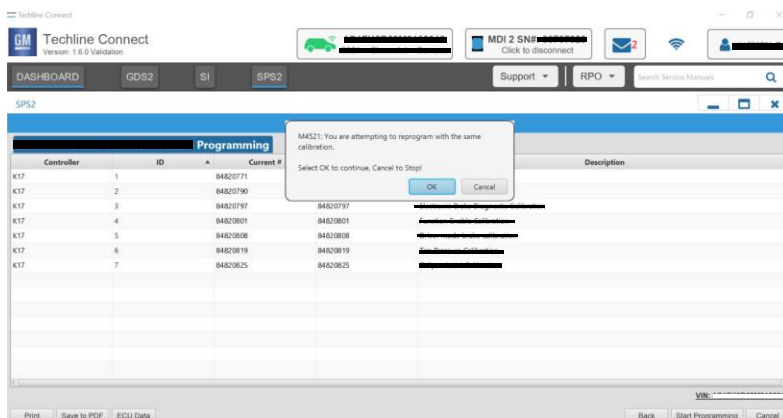 Techline Connect
GM
Techline Connect
Version: 1.6.0 Validation
MDI 2 SN#
Click to disconnect
2
DASHBOARD GDS2 SI SPS2 Support RPO Search Service Manuals
SPS2
Programming
M4521: You are attempting to reprogram with the same
calibration.
Select OK to continue, Cancel to Stop!
OK Cancel
Controller ID Current # Description
K17 1 84820771
K17 2 84820790
K17 3 84820797 84820797
K17 4 84820801 84820801
K17 5 84820808 84820808
K17 6 84820819 84820819
K17 7 84820825 84820825
VIN:
Print Save to PDF ECU Data Back Start Programming Cancel